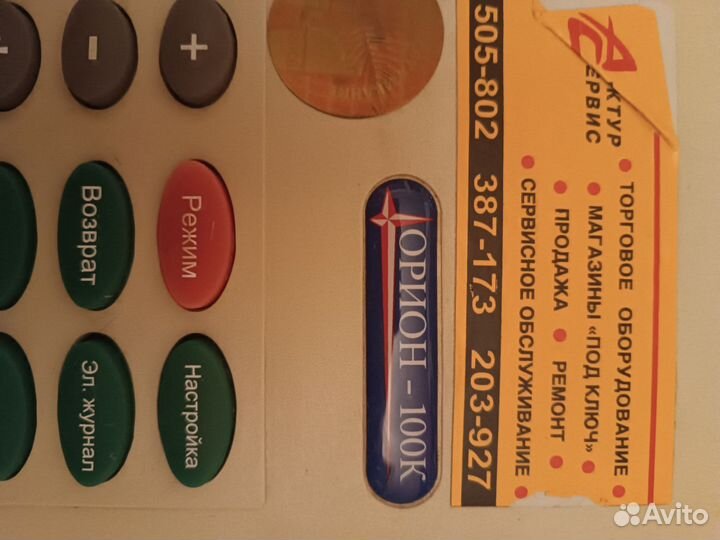 +
-
Режим
Возврат
Настройка
Эл. журнал
ОРИОН - 100К
505-802 387-173 203-927
СЕРВИС
• ТОРГОВОЕ ОБОРУДОВАНИЕ
• МАГАЗИНЫ «ПОД КЛЮЧ» •
• ПРОДАЖА • РЕМОНТ •
• СЕРВИСНОЕ ОБСЛУЖИВАНИЕ •
Avito